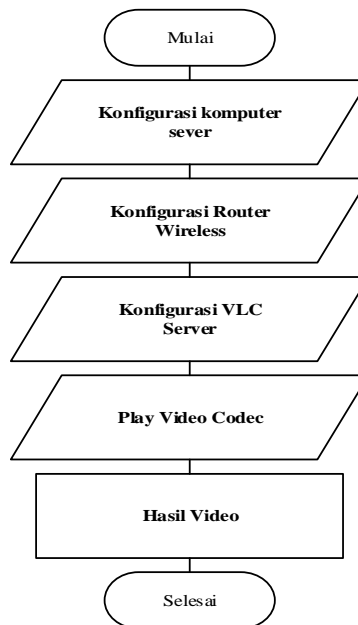 Mulai
Konfigurasi komputer
sever
Konfigurasi Router
Wireless
Konfigurasi VLC
Server
Play Video Codec
Hasil Video
Selesai